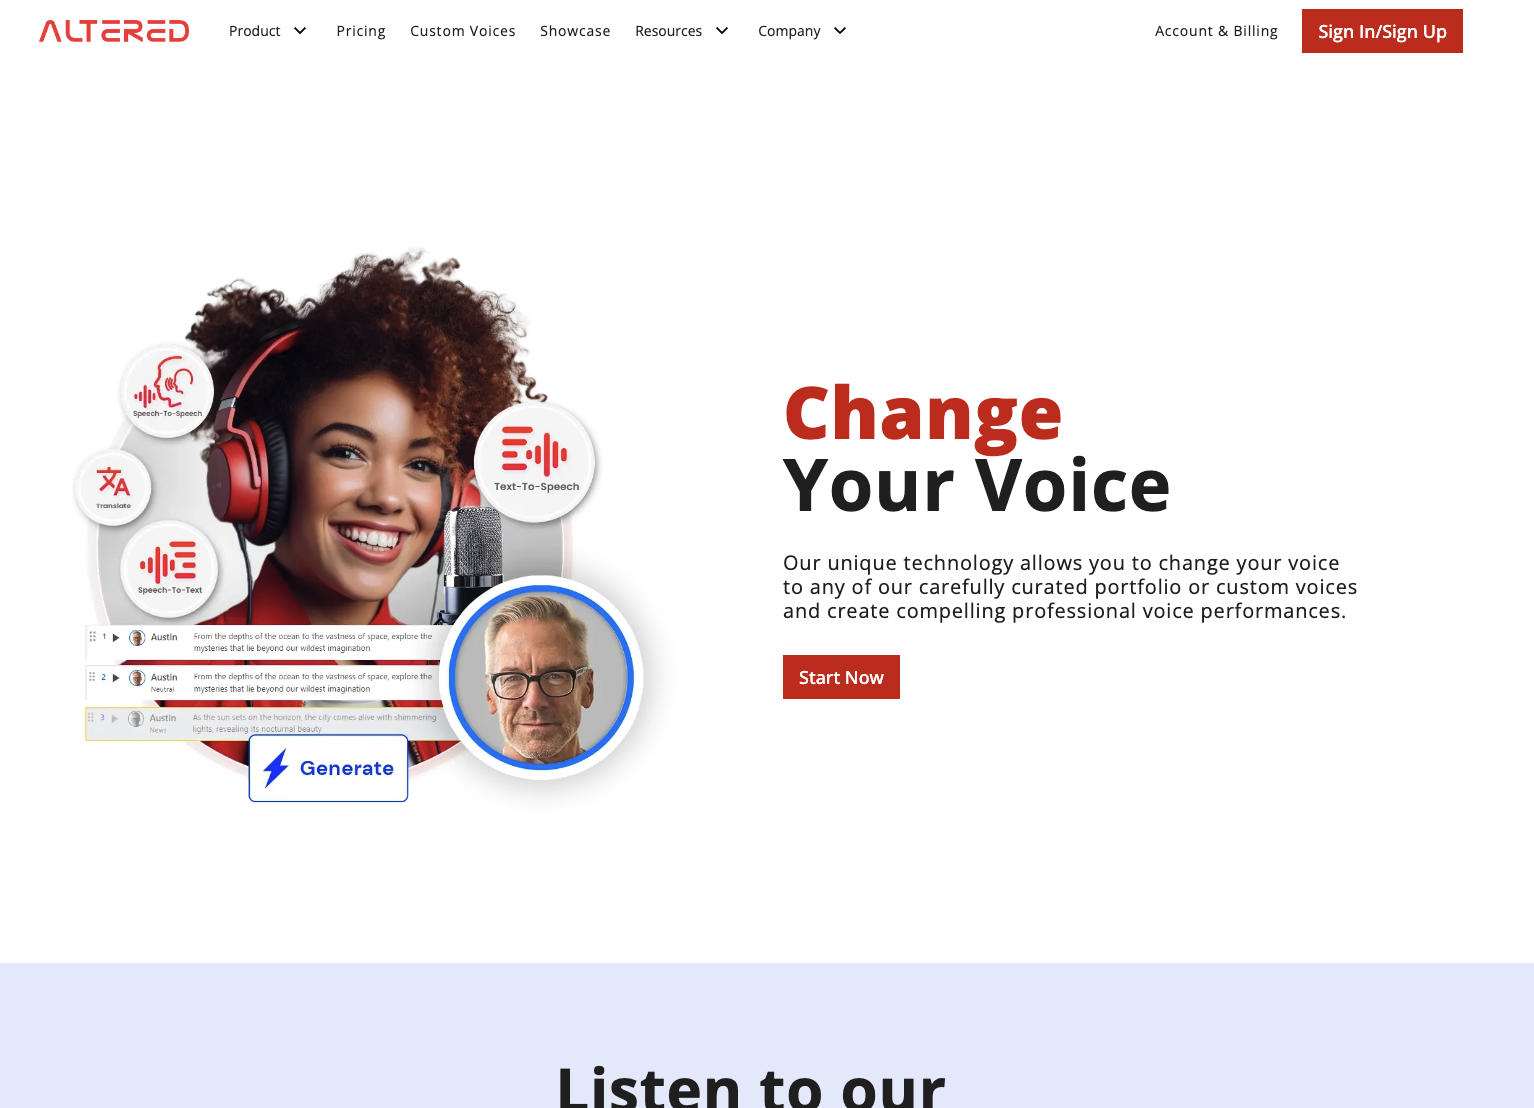 ALTERED
Product
Pricing
Custom Voices
Showcase
Resources
Company
Account & Billing
Sign In/Sign Up
Speech-To-Speech
Translate
Speech-To-Text
Text-To-Speech
1 Austin From the depths of the ocean to the vastness of space, explore the
mysteries that lie beyond our wildest imagination
2 Austin From the depths of the ocean to the vastness of space, explore the
Neutral mysteries that lie beyond our wildest imagination
3 Austin As the sun sets on the horizon, the city comes alive with shimmering
News lights, revealing its nocturnal beauty
Generate
Change
Your Voice
Our unique technology allows you to change your voice
to any of our carefully curated portfolio or custom voices
and create compelling professional voice performances.
Start Now
Listen to our